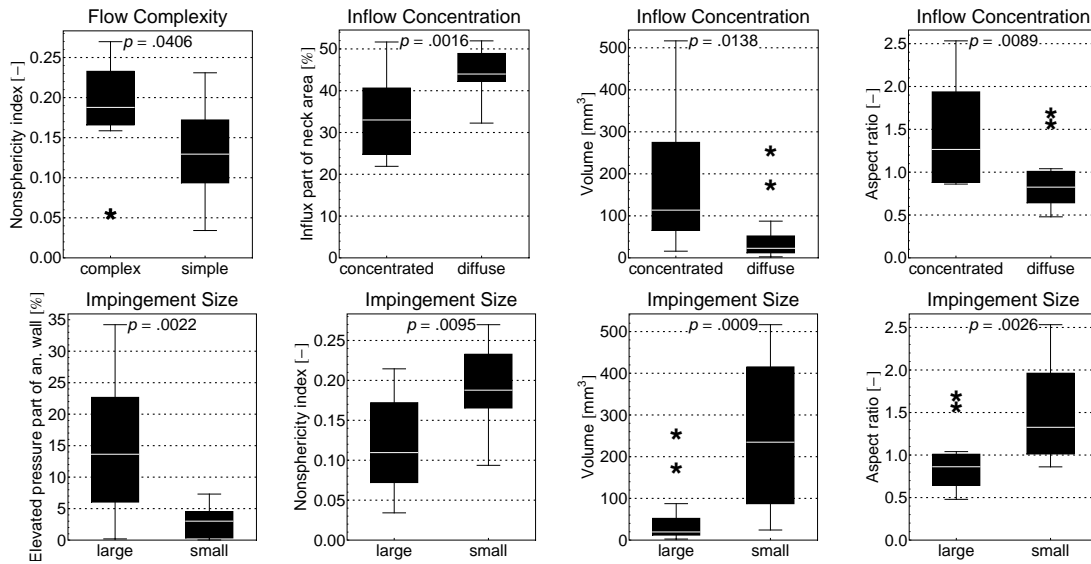 Flow Complexity
p = .0406
Nonsphericity index [−]
0.25
0.20
0.15
0.10
0.05
0.00
complex simple
Inflow Concentration
p = .0016
Influx part of neck area [%]
50
40
30
20
10
0
concentrated diffuse
Inflow Concentration
p = .0138
Volume [mm³]
500
400
300
200
100
0
concentrated diffuse
Inflow Concentration
p = .0089
Aspect ratio [−]
2.5
2.0
1.5
1.0
0.5
0.0
concentrated diffuse
Impingement Size
p = .0022
Elevated pressure part of an. wall [%]
35
30
25
20
15
10
5
0
large small
Impingement Size
p = .0095
Nonsphericity index [−]
0.25
0.20
0.15
0.10
0.05
0.00
large small
Impingement Size
p = .0009
Volume [mm³]
500
400
300
200
100
0
large small
Impingement Size
p = .0026
Aspect ratio [−]
2.5
2.0
1.5
1.0
0.5
0.0
large small